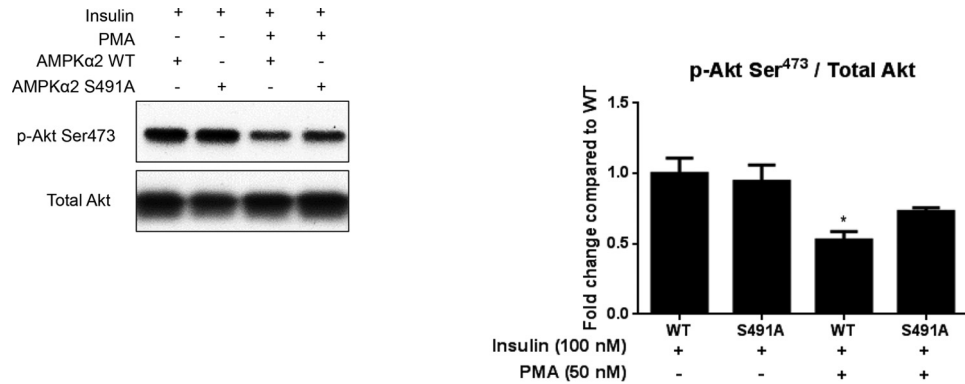 Insulin + + + +
PMA - - + +
AMPKα2 WT + - + -
AMPKα2 S491A - + - +
p-Akt Ser473
Total Akt
p-Akt Ser473 / Total Akt
Fold change compared to WT
1.5
1.0
0.5
0.0
*
WT S491A WT S491A
Insulin (100 nM) + + + +
PMA (50 nM) - - + +